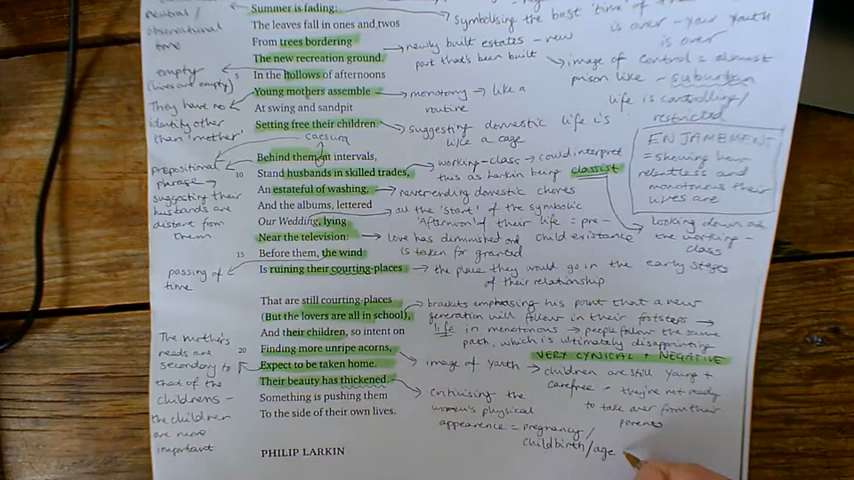 Summer is fading:
The leaves fall in ones and twos
From trees bordering
The new recreation ground.
In the hollows of afternoons
Young mothers assemble
At swing and sandpit
Setting free their children.
Behind them, at intervals,
Stand husbands in skilled trades,
An estateful of washing,
And the albums, lettered
Our Wedding, lying
Near the television:
Before them, the wind
Is ruining their courting-places
That are still courting-places
(But the lovers are all in school),
And their children, so intent on
Finding more unripe acorns,
Expect to be taken home.
Their beauty has thickened.
Something is pushing them
To the side of their own lives.
PHILIP LARKIN
5
10
15
20
neutral /
observational
time
empty
(lives are empty)
They have no
identity other
than 'mother'
caesura
prepositional
phrase →
suggesting their
husbands are
distant from
them
passing of
time
The mother's
needs are
secondary to
that of the
childrens -
the children
are more
important
Symbolising the best 'time of
is over - your youth
is over
newly built estates - new
part that's been built
image of control = almost
prison like - suburban
life is controlling/
restricted
monotony → like a
routine
suggesting domestic life is
like a cage
working-class → could interpret
this as Larkin being classist
never ending domestic chores
all the 'start' of the symbolic
'Afternoon' of their life = pre-
child existance
love has diminished and
is taken for granted
the place they would go in the early stages
of their relationship
ENJAMBMENT
= showing how
relentless and
monotonous their
lives are
looking down on
the working-
class
brackets emphasing his point that a new
generation will follow in their footsteps →
life is monotonous → people follow the same
path, which is ultimately disappointing
VERY CYNICAL + NEGATIVE
image of youth → children are still young +
carefree - they're not ready
to take over from their
parents
criticising the
women's physical
appearance = pregnancy/
childbirth/age